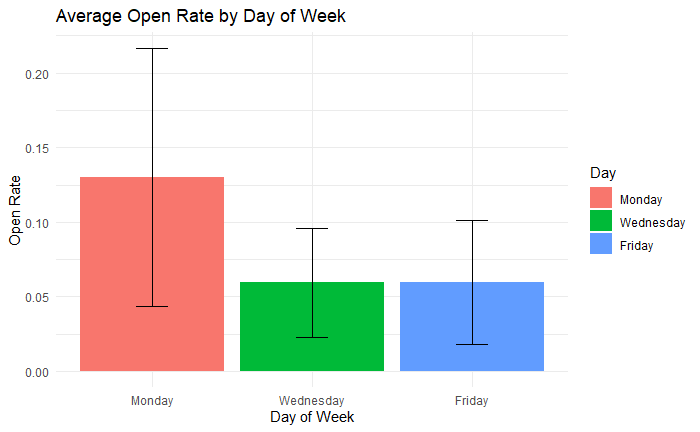 Average Open Rate by Day of Week
Open Rate
0.20
0.15
0.10
0.05
0.00
Monday
Wednesday
Friday
Day of Week
Day
Monday
Wednesday
Friday